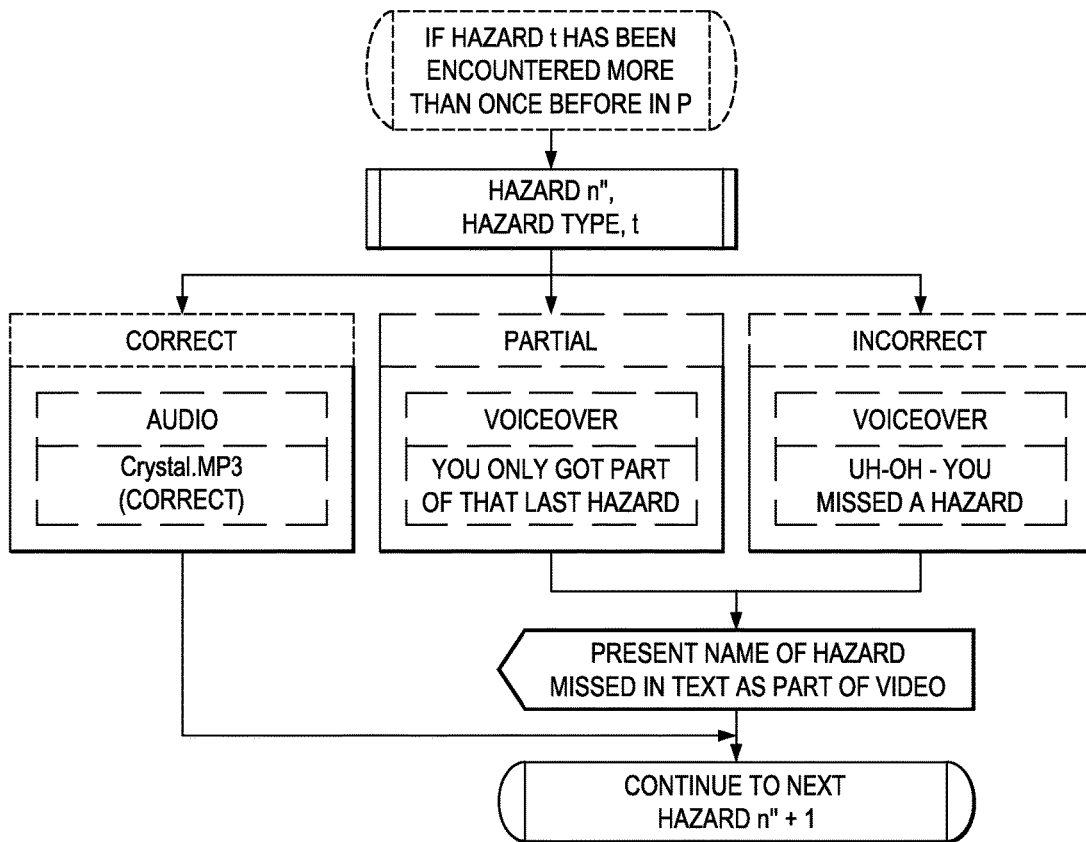 IF HAZARD t HAS BEEN
ENCOUNTERED MORE
THAN ONCE BEFORE IN P
HAZARD n",
HAZARD TYPE, t
CORRECT
AUDIO
Crystal.MP3
(CORRECT)
PARTIAL
VOICEOVER
YOU ONLY GOT PART
OF THAT LAST HAZARD
INCORRECT
VOICEOVER
UH-OH - YOU
MISSED A HAZARD
PRESENT NAME OF HAZARD
MISSED IN TEXT AS PART OF VIDEO
CONTINUE TO NEXT
HAZARD n" + 1